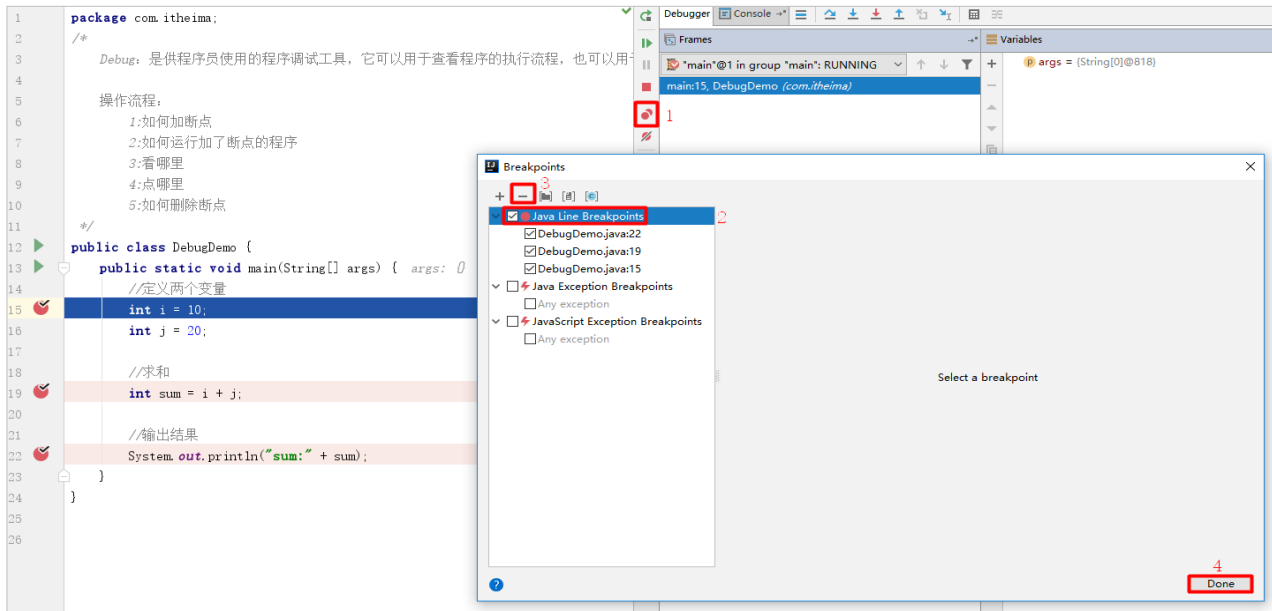 1 package com.itheima;
2 /*
3 Debug：是供程序员使用的程序调试工具，它可以用于查看程序的执行流程，也可以用
4
5 操作流程：
6 1:如何加断点
7 2:如何运行加了断点的程序
8 3:看哪里
9 4:点哪里
10 5:如何删除断点
11 */
12 public class DebugDemo {
13 public static void main(String[] args) { args: {}
14 //定义两个变量
15 int i = 10;
16 int j = 20;
17
18 //求和
19 int sum = i + j;
20
21 //输出结果
22 System.out.println("sum:" + sum);
23 }
24 }
25
26
Debugger Console
Frames
"main"@1 in group "main": RUNNING
main:15, DebugDemo (com.itheima)
1
Variables
args = {String[0]@818}
Breakpoints
3
Java Line Breakpoints
2
DebugDemo.java:22
DebugDemo.java:19
DebugDemo.java:15
Java Exception Breakpoints
Any exception
JavaScript Exception Breakpoints
Any exception
Select a breakpoint
4
Done